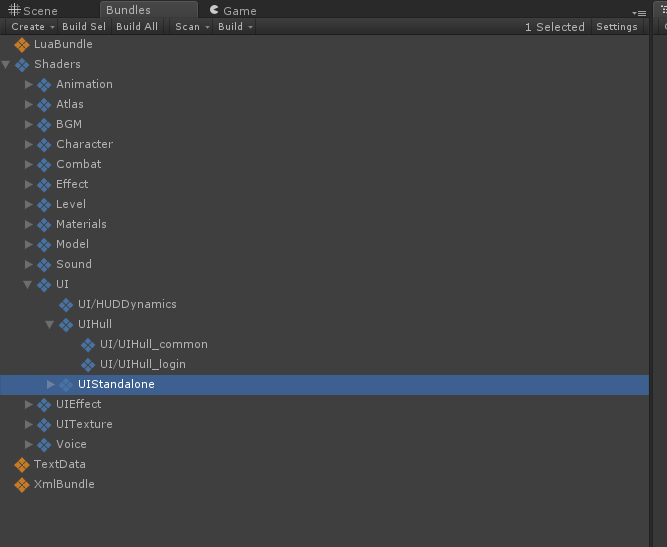 Scene Bundles Game
Create Build Sel Build All Scan Build 1 Selected Settings
LuaBundle
Shaders
Animation
Atlas
BGM
Character
Combat
Effect
Level
Materials
Model
Sound
UI
UI/HUDDynamics
UIHull
UI/UIHull_common
UI/UIHull_login
UIStandalone
UIEffect
UITexture
Voice
TextData
XmlBundle